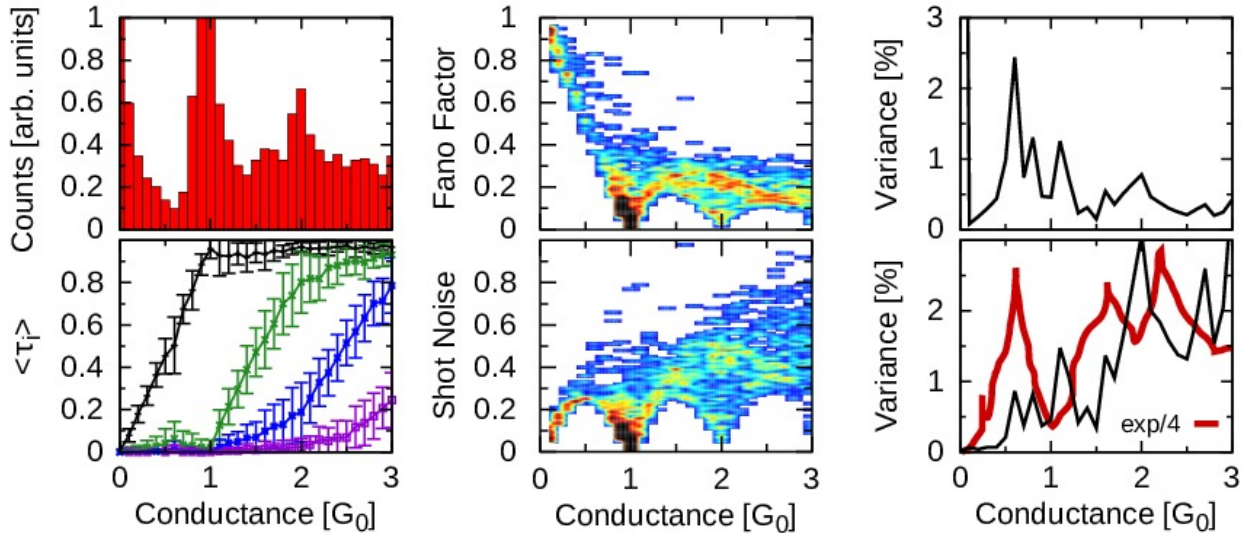 Counts [arb. units]
1
0.8
0.6
0.4
0.2
0
Fano Factor
1
0.8
0.6
0.4
0.2
0
Variance [%]
3
2
1
0
<τi>
0.8
0.6
0.4
0.2
0
0 1 2 3
Conductance [G0]
Shot Noise
0.8
0.6
0.4
0.2
0
0 1 2 3
Conductance [G0]
Variance [%]
2
1
0
exp/4
0 1 2 3
Conductance [G0]